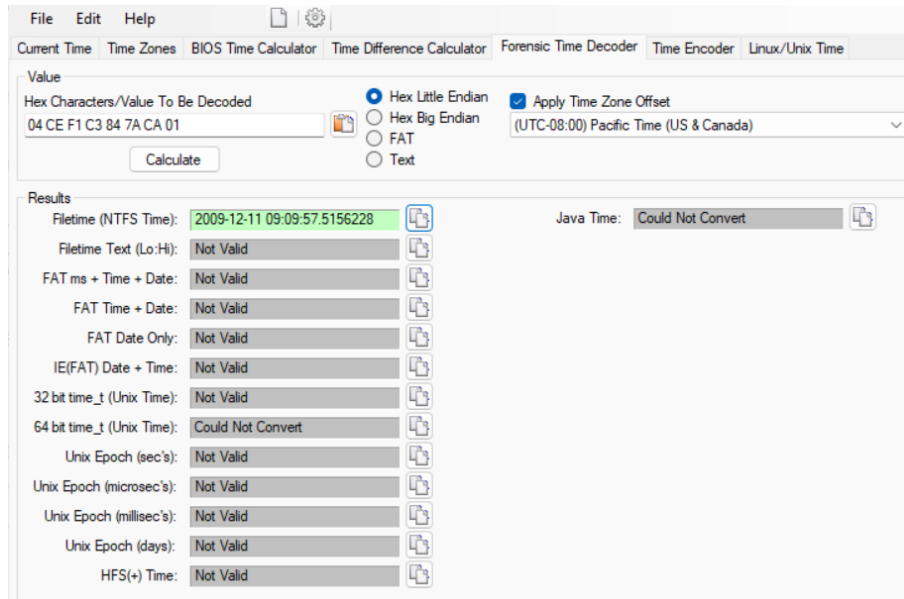 File Edit Help
Current Time Time Zones BIOS Time Calculator Time Difference Calculator Forensic Time Decoder Time Encoder Linux/Unix Time
Value
Hex Characters/Value To Be Decoded
04 CE F1 C3 84 7A CA 01
Calculate
Hex Little Endian
Hex Big Endian
FAT
Text
Apply Time Zone Offset
(UTC-08:00) Pacific Time (US & Canada)
Results
Filetime (NTFS Time): 2009-12-11 09:09:57.5156228
Java Time: Could Not Convert
Filetime Text (Lo:Hi): Not Valid
FAT ms + Time + Date: Not Valid
FAT Time + Date: Not Valid
FAT Date Only: Not Valid
IE(FAT) Date + Time: Not Valid
32 bit time_t (Unix Time): Not Valid
64 bit time_t (Unix Time): Could Not Convert
Unix Epoch (sec's): Not Valid
Unix Epoch (microsec's): Not Valid
Unix Epoch (millisec's): Not Valid
Unix Epoch (days): Not Valid
HFS(+) Time: Not Valid